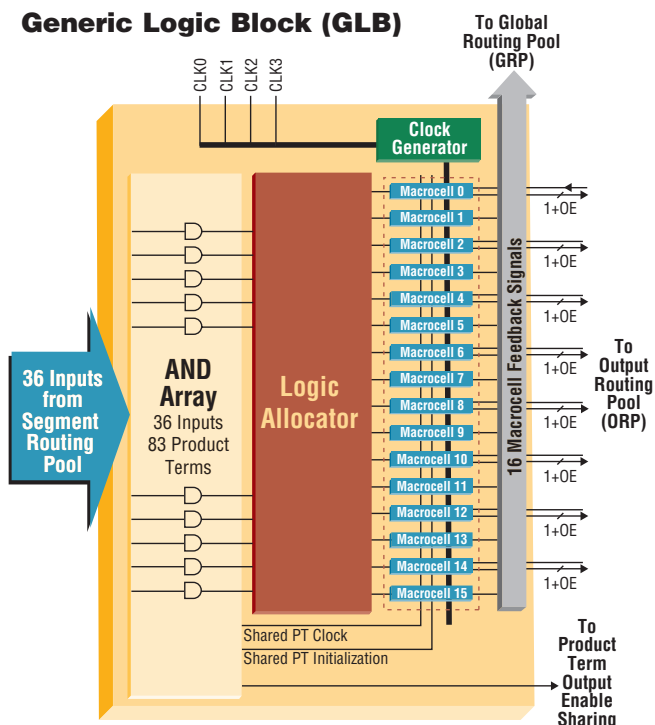 Generic Logic Block (GLB)
To Global
Routing Pool
(GRP)
CLK0
CLK1
CLK2
CLK3
Clock
Generator
Macrocell 0
Macrocell 1
Macrocell 2
Macrocell 3
Macrocell 4
Macrocell 5
Macrocell 6
Macrocell 7
Macrocell 8
Macrocell 9
Macrocell 10
Macrocell 11
Macrocell 12
Macrocell 13
Macrocell 14
Macrocell 15
16 Macrocell Feedback Signals
1+OE
1+OE
1+OE
1+OE
1+OE
1+OE
1+OE
1+OE
To
Output
Routing
Pool
(ORP)
36 Inputs
from
Segment
Routing
Pool
AND
Array
36 Inputs
83 Product
Terms
Logic
Allocator
Shared PT Clock
Shared PT Initialization
To
Product
Term
Output
Enable
Sharing